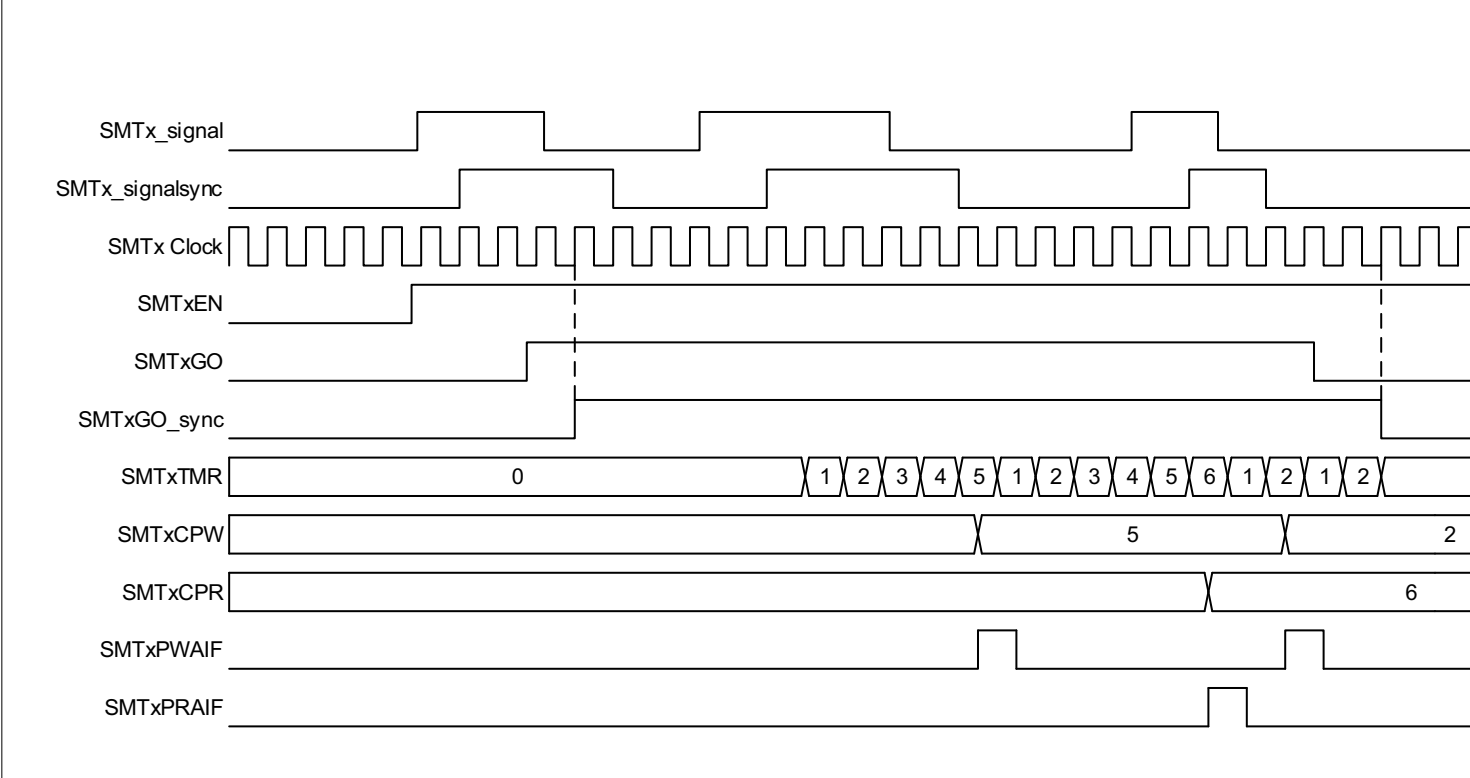 SMTx_signal
SMTx_signalsync
SMTx Clock
SMTxEN
SMTxGO
SMTxGO_sync
SMTxTMR 0 1 2 3 4 5 1 2 3 4 5 6 1 2 1 2
SMTxCPW 5 2
SMTxCPR 6
SMTxPWAIF
SMTxPRAIF